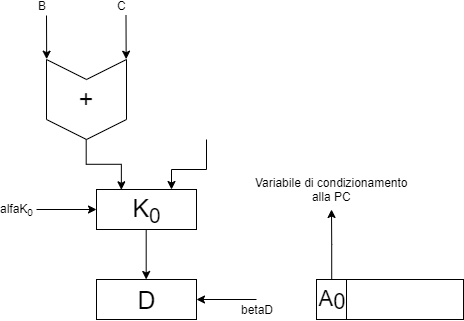 B
C
+
Variabile di condizionamento
alla PC
alfaK0
K0
A0
D
betaD